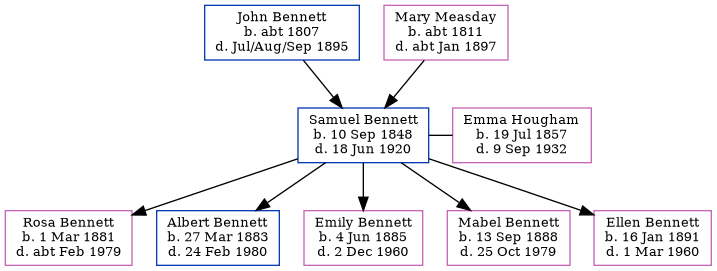 John Bennett
b. abt 1807
d. Jul/Aug/Sep 1895
Mary Measday
b. abt 1811
d. abt Jan 1897
Samuel Bennett
b. 10 Sep 1848
d. 18 Jun 1920
Emma Hougham
b. 19 Jul 1857
d. 9 Sep 1932
Rosa Bennett
b. 1 Mar 1881
d. abt Feb 1979
Albert Bennett
b. 27 Mar 1883
d. 24 Feb 1980
Emily Bennett
b. 4 Jun 1885
d. 2 Dec 1960
Mabel Bennett
b. 13 Sep 1888
d. 25 Oct 1979
Ellen Bennett
b. 16 Jan 1891
d. 1 Mar 1960